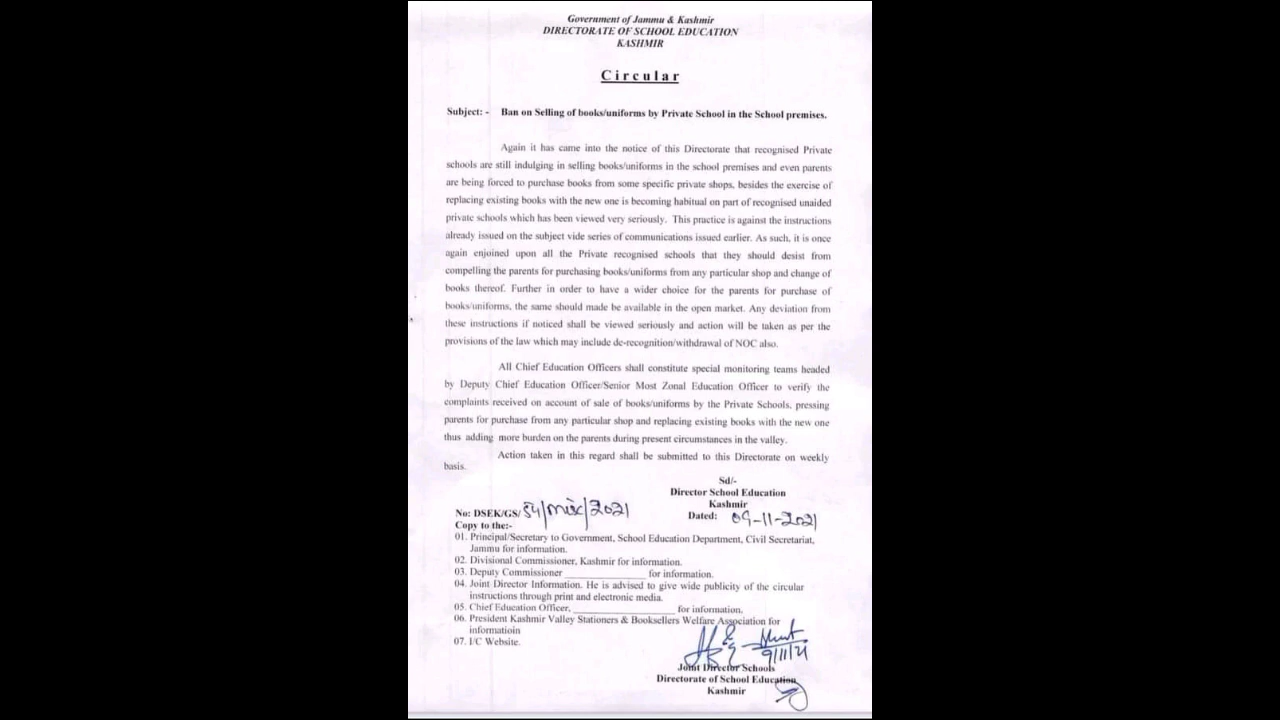 Government of Jammu & Kashmir
DIRECTORATE OF SCHOOL EDUCATION
KASHMIR
Circular
Subject: - Ban on Selling of books/uniforms by Private School in the School premises.
Again it has came into the notice of this Directorate that recognised Private
schools are still indulging in selling books/uniforms in the school premises and even parents
are being forced to purchase books from some specific private shops, besides the exercise of
replacing existing books with the new one is becoming habitual on part of recognised unaided
private schools which has been viewed very seriously. This practice is against the instructions
already issued on the subject vide series of communications issued earlier. As such, it is once
again enjoined upon all the Private recognised schools that they should desist from
compelling the parents for purchasing books/uniforms from any particular shop and change of
books thereof. Further in order to have a wider choice for the parents for purchase of
books/uniforms, the same should made be available in the open market. Any deviation from
these instructions if noticed shall be viewed seriously and action will be taken as per the
provisions of the law which may include de-recognition/withdrawal of NOC also.
All Chief Education Officers shall constitute special monitoring teams headed
by Deputy Chief Education Officer/Senior Most Zonal Education Officer to verify the
complaints received on account of sale of books/uniforms by the Private Schools, pressing
parents for purchase from any particular shop and replacing existing books with the new one
thus adding more burden on the parents during present circumstances in the valley.
Action taken in this regard shall be submitted to this Directorate on weekly
basis.
Sd/-
Director School Education
Kashmir
No: DSEK/GS/54/misc/2021
Dated: 09-11-2021
Copy to the:-
01. Principal/Secretary to Government, School Education Department, Civil Secretariat,
Jammu for information.
02. Divisional Commissioner, Kashmir for information.
03. Deputy Commissioner _______________ for information.
04. Joint Director Information. He is advised to give wide publicity of the circular
instructions through print and electronic media.
05. Chief Education Officer, ___________________ for information.
06. President Kashmir Valley Stationers & Booksellers Welfare Association for
informatioin
07. I/C Website.
9/11/21
Joint Director Schools
Directorate of School Education
Kashmir